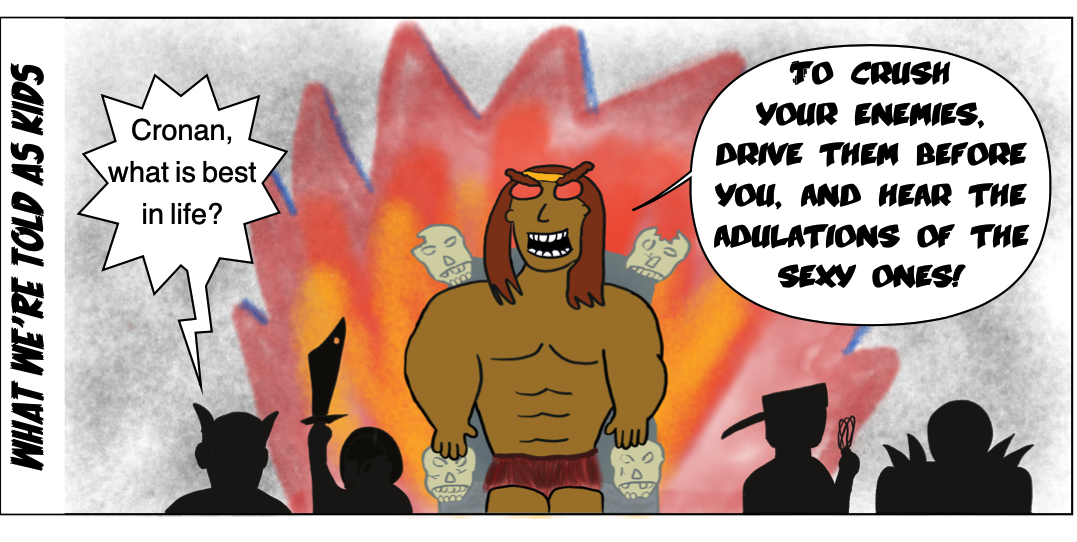 WHAT WE'RE TOLD AS KIDS
Cronan,
what is best
in life?
TO CRUSH
YOUR ENEMIES,
DRIVE THEM BEFORE
YOU, AND HEAR THE
ADULATIONS OF THE
SEXY ONES!